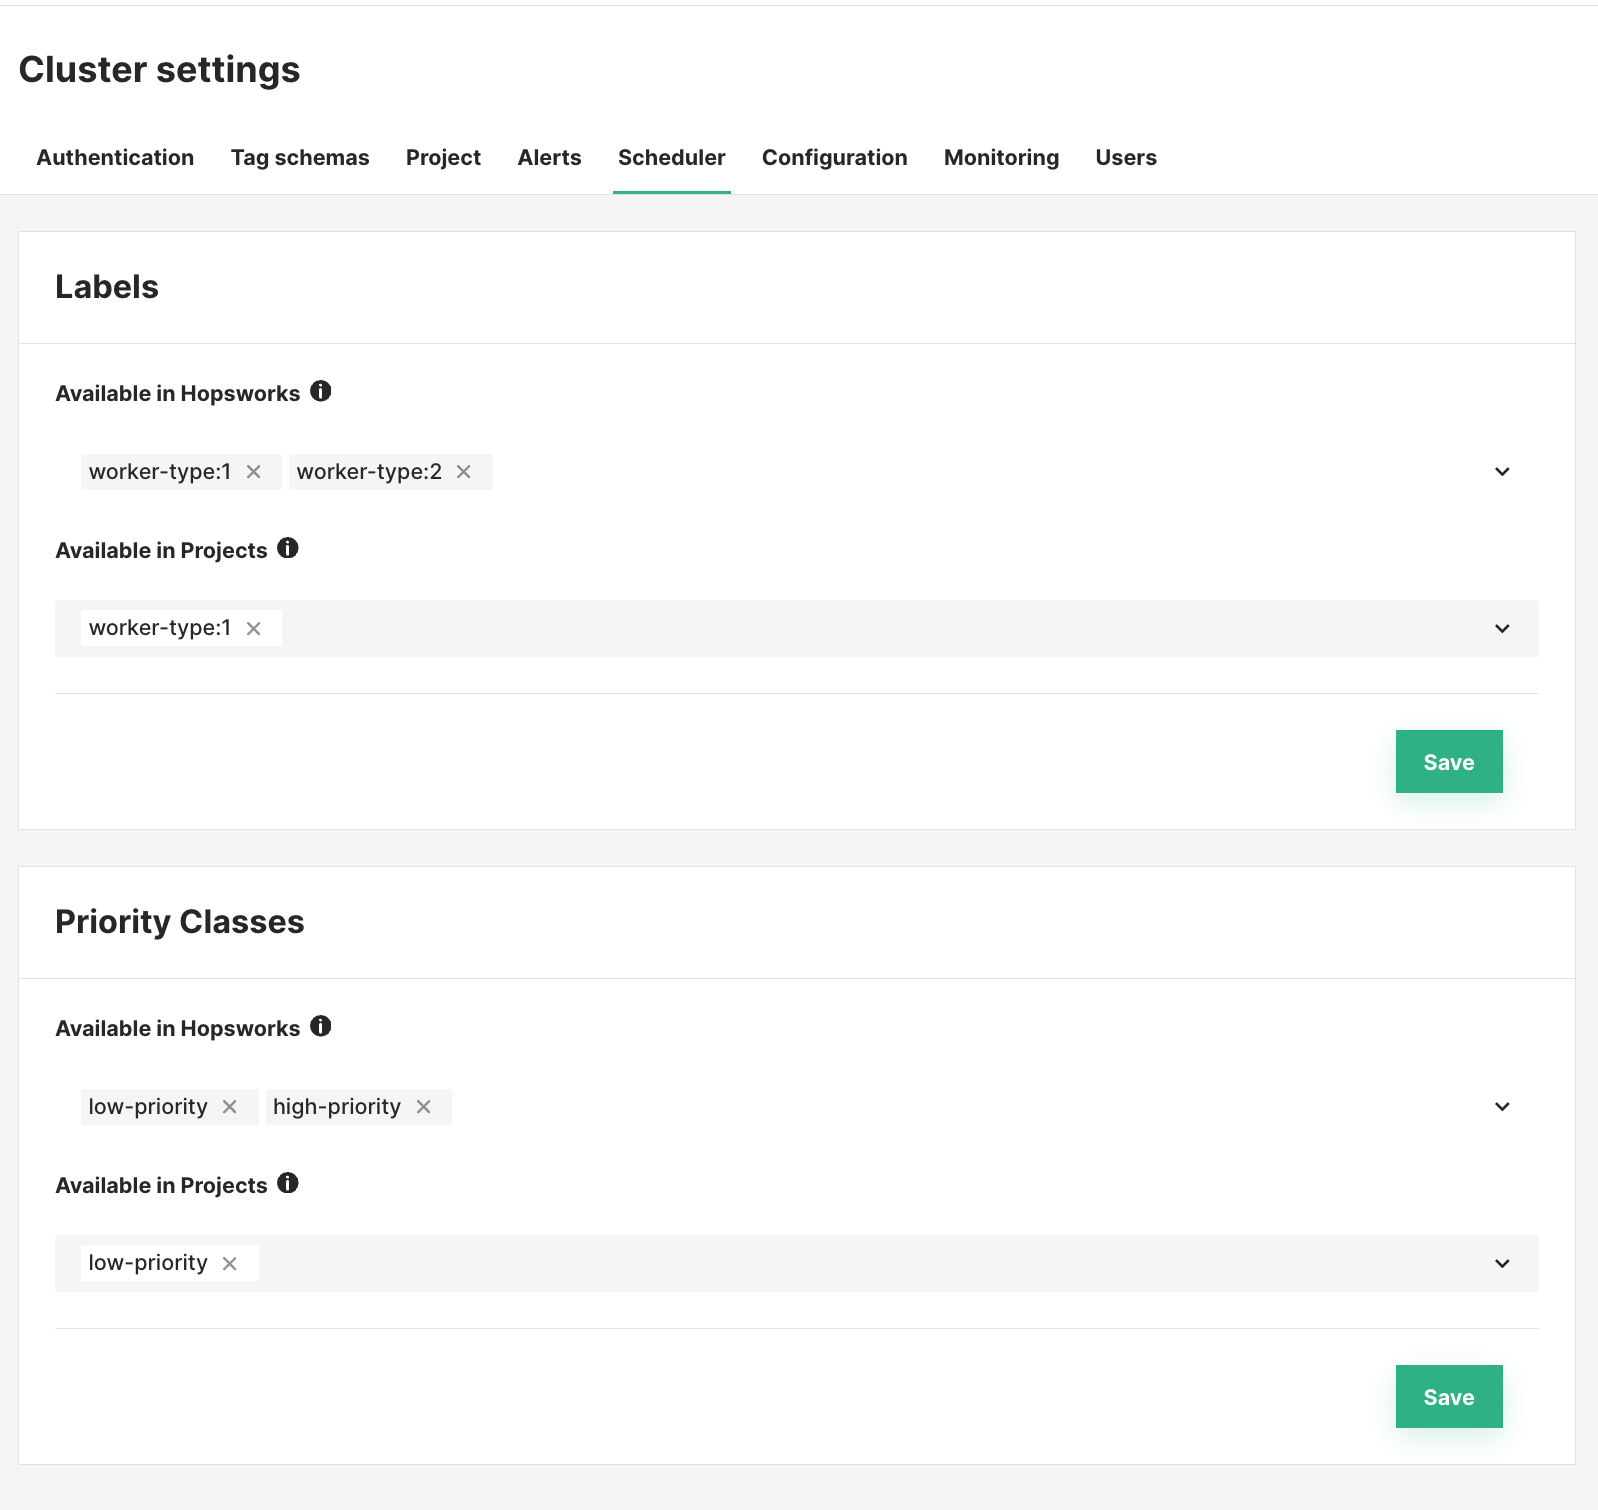 Cluster settings
Authentication Tag schemas Project Alerts Scheduler Configuration Monitoring Users
Labels
Available in Hopsworks
worker-type:1 worker-type:2
Available in Projects
worker-type:1
Save
Priority Classes
Available in Hopsworks
low-priority high-priority
Available in Projects
low-priority
Save